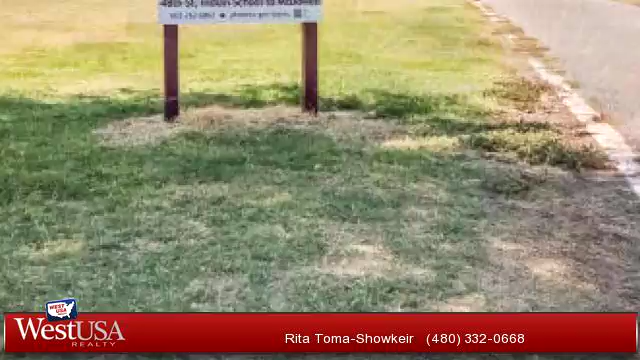 48th St, Indian School to McDowell
WEST
USA
WestUSA
REALTY
Rita Toma-Showkeir (480) 332-0668